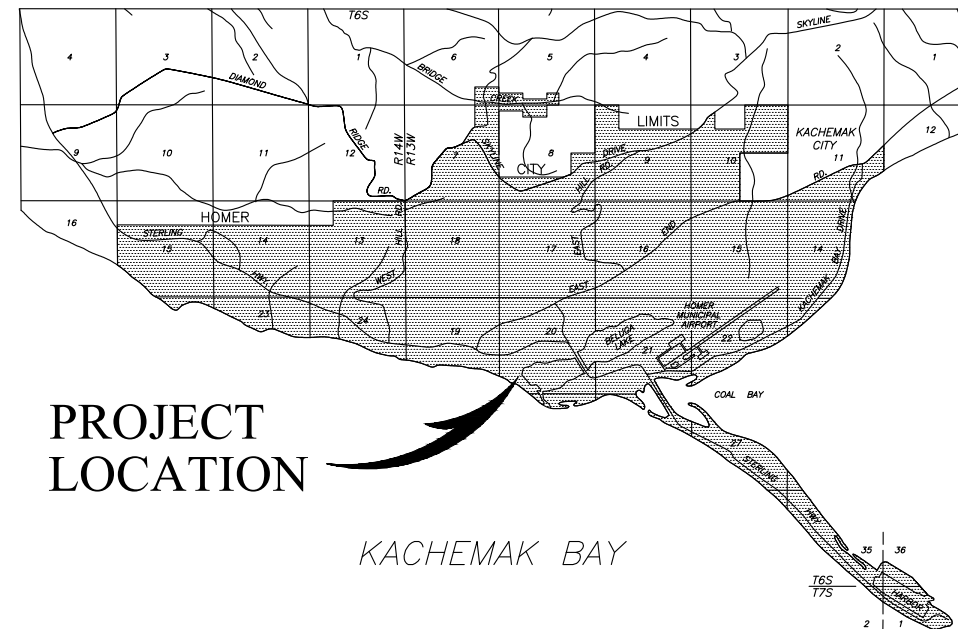 T6S
4
3
2
1
6
5
4
3
2
1
SKYLINE
DIAMOND
RIDGE
RD.
BRIDGE
CREEK
LIMITS
KACHEMAK
CITY
12
9
10
11
12
R14W
R13W
7
SKYLINE
8
CITY
DRIVE
HILL RD.
9
10
11
RD.
16
HOMER
STERLING
HWY.
15
14
13
WEST HILL RD.
18
17
EAST
16
END
EAST
15
14
KACHEMAK BAY DRIVE
23
24
19
20
BELUGA
LAKE
21
HOMER
MUNICIPAL
AIRPORT
22
COAL BAY
PROJECT
LOCATION
27
STERLING
HWY.
KACHEMAK BAY
35
36
T6S
T7S
HARBOR
2
1